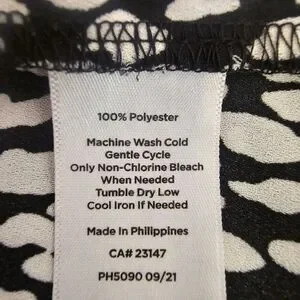 100% Polyester
Machine Wash Cold
Gentle Cycle
Only Non-Chlorine Bleach
When Needed
Tumble Dry Low
Cool Iron If Needed
Made In Philippines
CA# 23147
PH5090 09/21